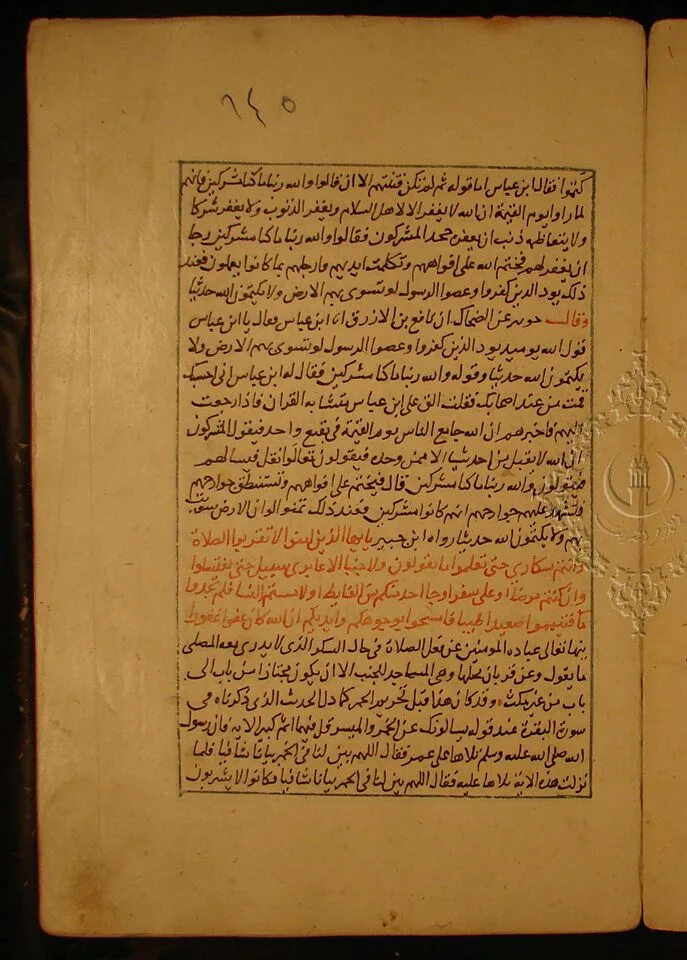 ٦٤٥
كتموا فقال ابن عباس اما قوله ثم لم تكن فتنتهم الا ان قالوا والله ربنا ما كنا مشركين فانهم
لما راوا يوم القيمة ان الله لا يغفر الا لاهل السلام ويغفر الذنوب ولا يغفر شركا
ولا يتعاظمه ذنب ان يغفره جحد المشركون فقالوا والله ربنا ما كنا مشركين رجا
ان يغفر لهم فختم الله على افواههم وتكلمت ايديهم وارجلهم بما كانوا يعملون فعند
ذلك يود الذين كفروا وعصوا الرسول لو تسوى بهم الارض ولا يكتمون الله حديثا
وقال جويبر عن الضحاك ان نافع بن الازرق اتا ابن عباس فقال يا ابن عباس
قول الله يوميذ يود الذين كفروا وعصوا الرسول لو تسوى بهم الارض ولا
يكتمون الله حديثا وقوله والله ربنا ما كنا مشركين فقال له ابن عباس اني احسبك
قمت من عند اصحابك فقلت القى على ابن عباس متشابه القران فاذا رجعت
اليهم فاخبرهم ان الله جامع الناس يوم القيمة في بقيع واحد فيقول المشركون
ان الله لا يقبل من احد شيا الا ممن وحده فيقولون تعالوا نقل فيسالهم
فيقولون والله ربنا ما كنا مشركين قال فيختم على افواههم وتستنطق جوارحهم
وتشهد عليهم جوارحهم انهم كانوا مشركين فعند ذلك تمنوا لو ان الارض سويت
بهم ولا يكتمون الله حديثا رواه ابن جبير يايها الذين امنوا لا تقربوا الصلاة
وانتم سكارى حتى تعلموا ما تقولون ولا جنبا الا عابرى سبيل حتى تغتسلوا
وان كنتم مرضا او على سفر او جا احد منكم من الغايط او لامستم النسا فلم تجدوا
ما فتيمموا صعيدا طيبا فامسحوا بوجوهكم وايديكم ان الله كان عفوا غفورا
ينها تعالى عباده المومنين عن فعل الصلاة في حال السكر الذي لا يدرى معه المصلي
ما يقول وعن قربان محلها وهي المساجد للجنب الا ان يكون مجتازا من باب الى
باب من غير مكث وقد كان هذا قبل تحريم الخمر كما دل الحديث الذي ذكرناه في
سورة البقرة عند قوله يسالونك عن الخمر والميسر قل فيهما اثم كبير الاية فان رسول
الله صلى الله عليه وسلم تلاها على عمر فقال اللهم بين لنا في الخمر بيانا شافيا فلما
نزلت هذه الاية تلاها عليه فقال اللهم بين لنا في الخمر بيانا شافيا فكانوا لا يشربون